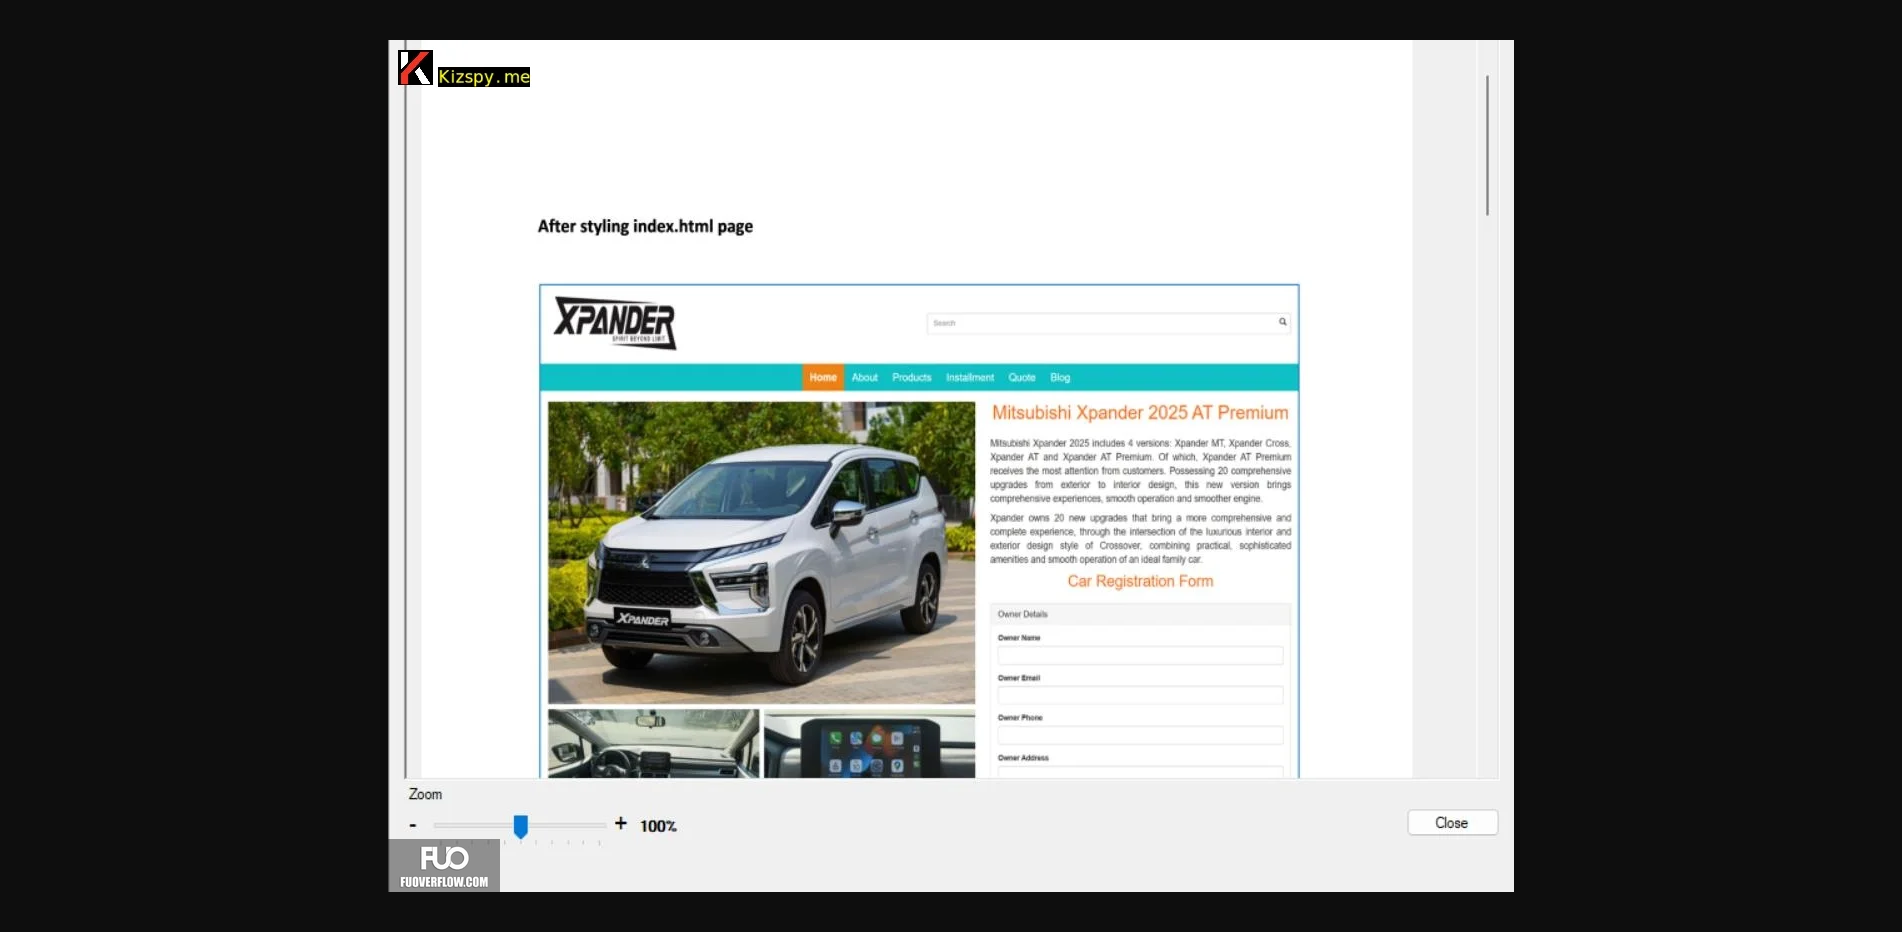 Kizspy.me
After styling index.html page
XPANDER
SPIRIT BEYOND LIMIT
Search
Home About Products Installment Quote Blog
Mitsubishi Xpander 2025 AT Premium
Mitsubishi Xpander 2025 includes 4 versions: Xpander MT, Xpander Cross,
Xpander AT and Xpander AT Premium. Of which, Xpander AT Premium
receives the most attention from customers. Possessing 20 comprehensive
upgrades from exterior to interior design, this new version brings
comprehensive experiences, smooth operation and smoother engine.
Xpander owns 20 new upgrades that bring a more comprehensive and
complete experience, through the intersection of the luxurious interior and
exterior design style of Crossover, combining practical, sophisticated
amenities and smooth operation of an ideal family car.
Car Registration Form
Owner Details
Owner Name
Owner Email
Owner Phone
Owner Address
XPANDER
Zoom
- + 100%
Close
FUO
FUOVERFLOW.COM